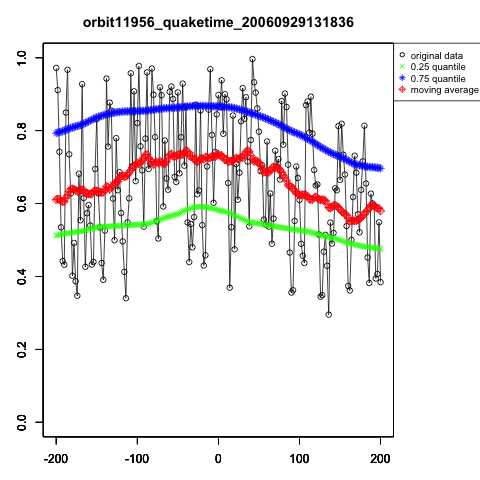 orbit11956_quaketime_20060929131836
original data
0.25 quantile
0.75 quantile
moving average
1.0
0.8
0.6
0.4
0.2
0.0
-200 -100 0 100 200